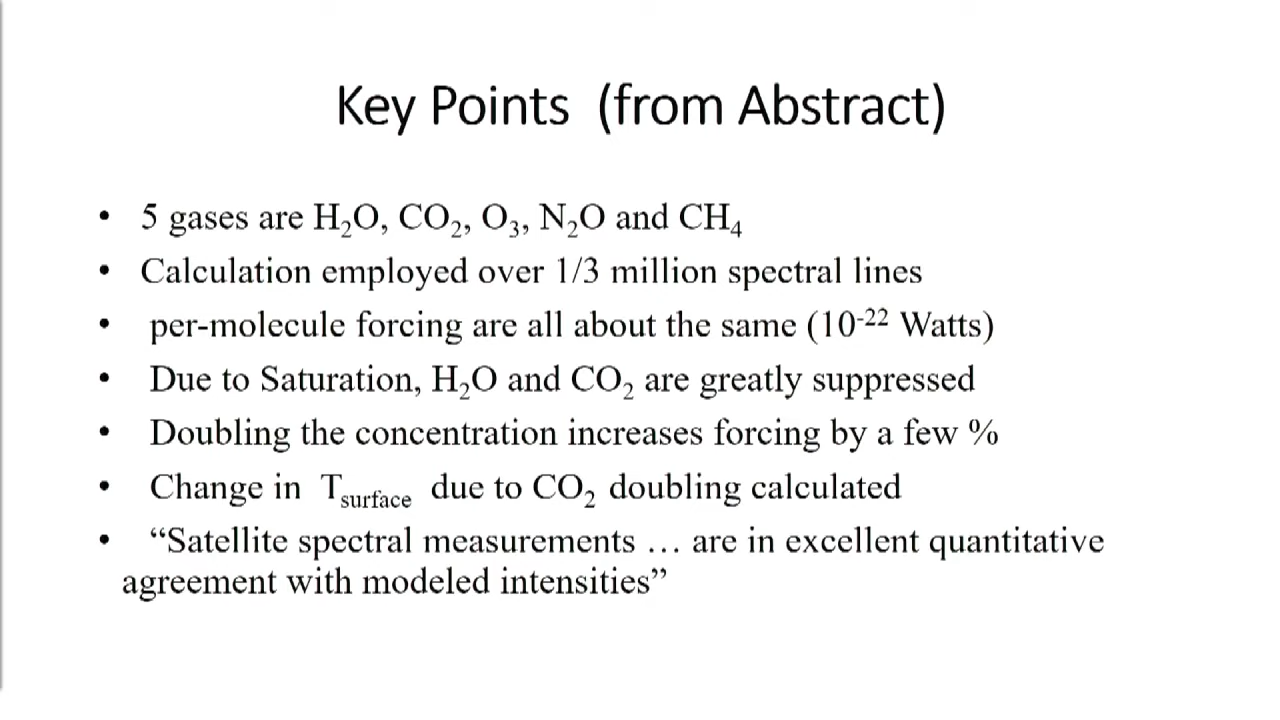 Key Points (from Abstract)
• 5 gases are H₂O, CO₂, O₃, N₂O and CH₄
• Calculation employed over 1/3 million spectral lines
• per-molecule forcing are all about the same (10⁻²² Watts)
• Due to Saturation, H₂O and CO₂ are greatly suppressed
• Doubling the concentration increases forcing by a few %
• Change in T_surface due to CO₂ doubling calculated
• “Satellite spectral measurements … are in excellent quantitative
agreement with modeled intensities”